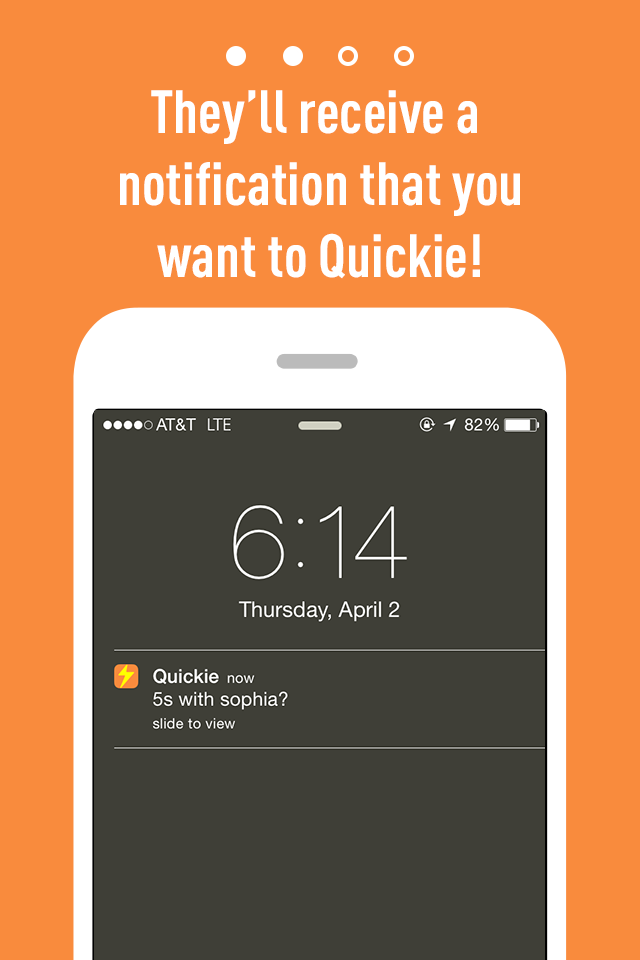 They’ll receive a
notification that you
want to Quickie!
AT&T LTE 82%
6:14
Thursday, April 2
Quickie now
5s with sophia?
slide to view